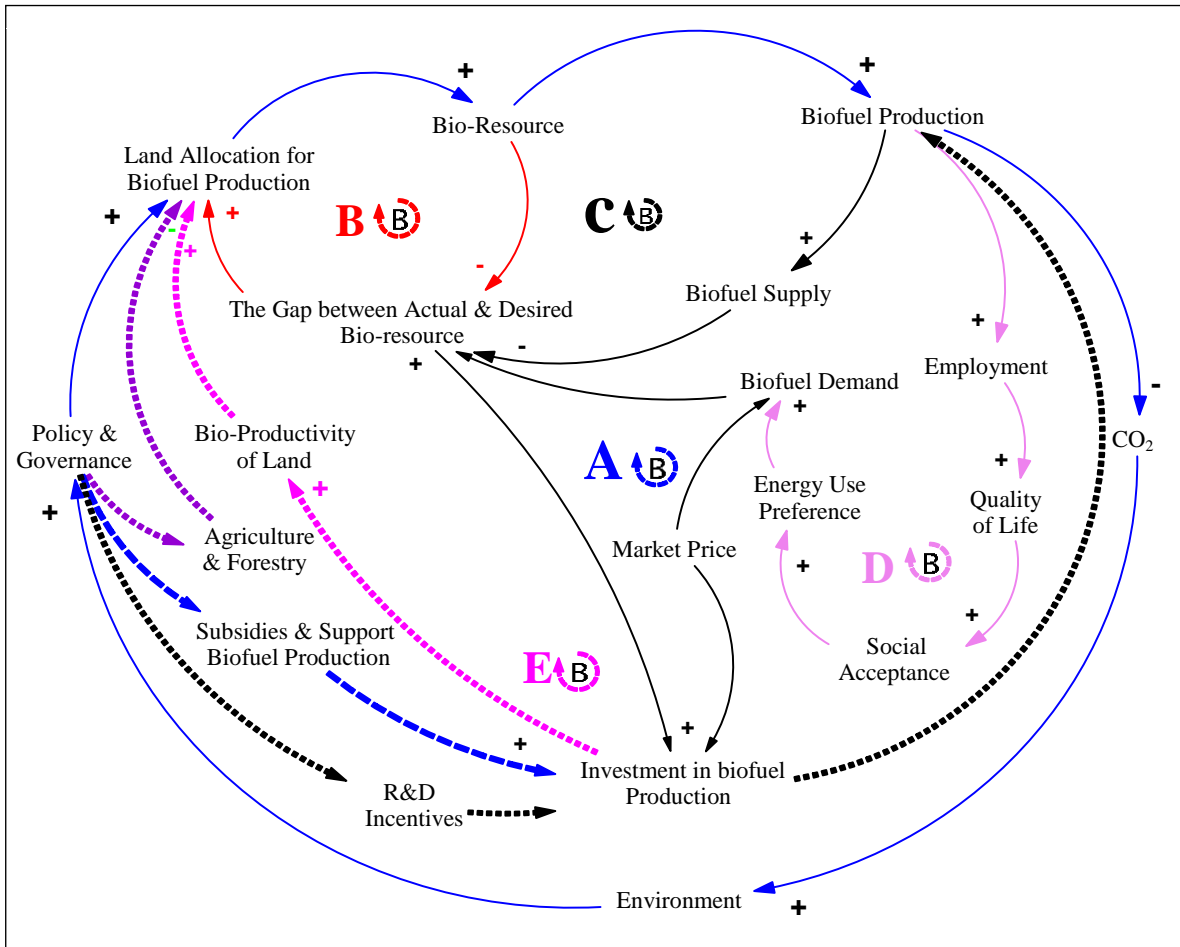 +
+
Bio-Resource
Biofuel Production
Land Allocation for
Biofuel Production
+
+
-
+
B B
C B
-
+
The Gap between Actual & Desired
Bio-resource
Biofuel Supply
+
-
+
Employment
Biofuel Demand
+
-
Policy &
Governance
Bio-Productivity
of Land
A B
CO2
+
+
+
Energy Use
Preference
Quality
of Life
Agriculture
& Forestry
Market Price
D B
+
+
Subsidies & Support
Biofuel Production
Social
Acceptance
E B
+
+
Investment in biofuel
Production
R&D
Incentives
Environment
+